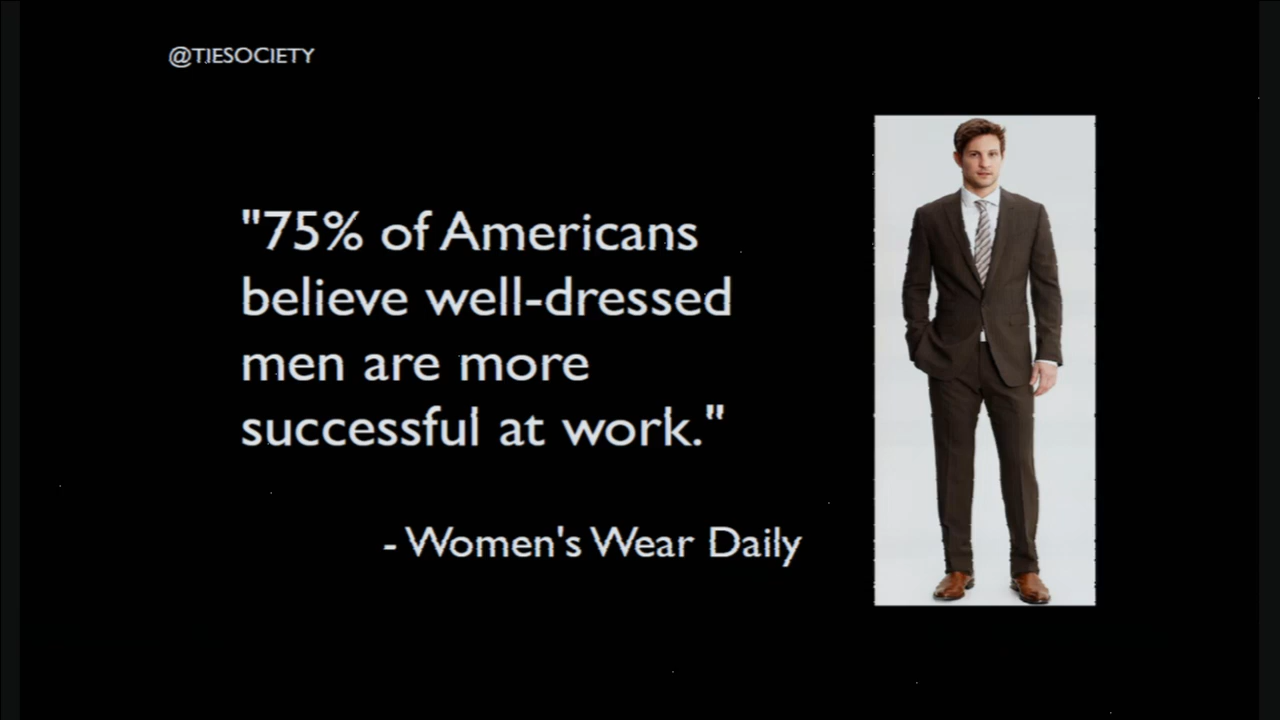 @TIESOCIETY
"75% of Americans
believe well-dressed
men are more
successful at work."
- Women's Wear Daily